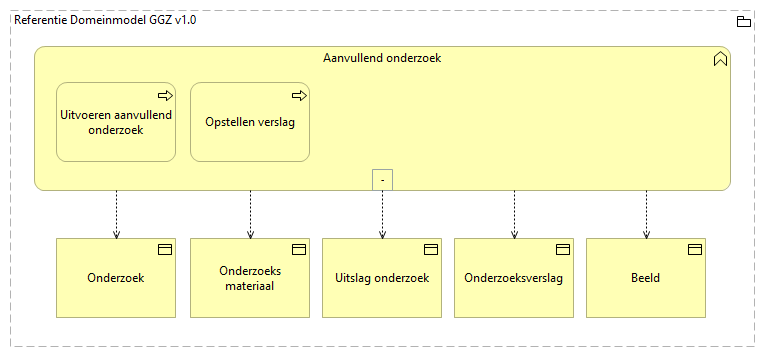 Referentie Domeinmodel GGZ v1.0
Aanvullend onderzoek
Uitvoeren aanvullend
onderzoek
Opstellen verslag
-
Onderzoek
Onderzoeks
materiaal
Uitslag onderzoek
Onderzoeksverslag
Beeld